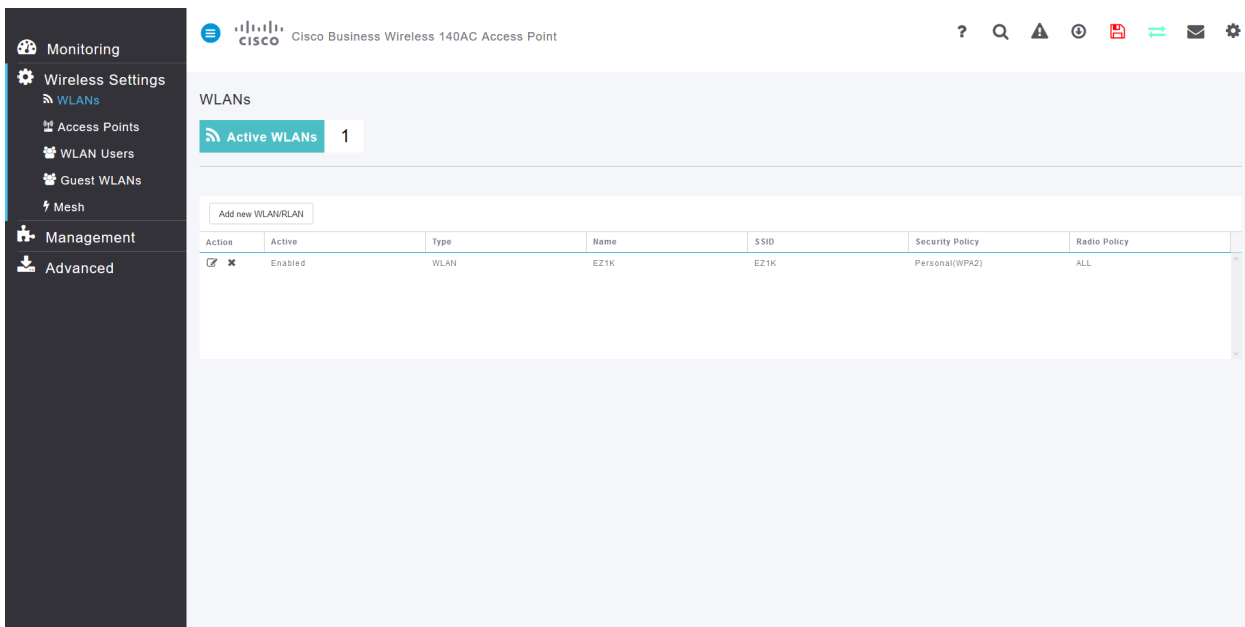 Monitoring
Wireless Settings
WLANs
Access Points
WLAN Users
Guest WLANs
Mesh
Management
Advanced
CISCO Cisco Business Wireless 140AC Access Point
?
WLANs
Active WLANs 1
Add new WLAN/RLAN
Action Active Type Name SSID Security Policy Radio Policy
Enabled WLAN EZ1K EZ1K Personal(WPA2) ALL